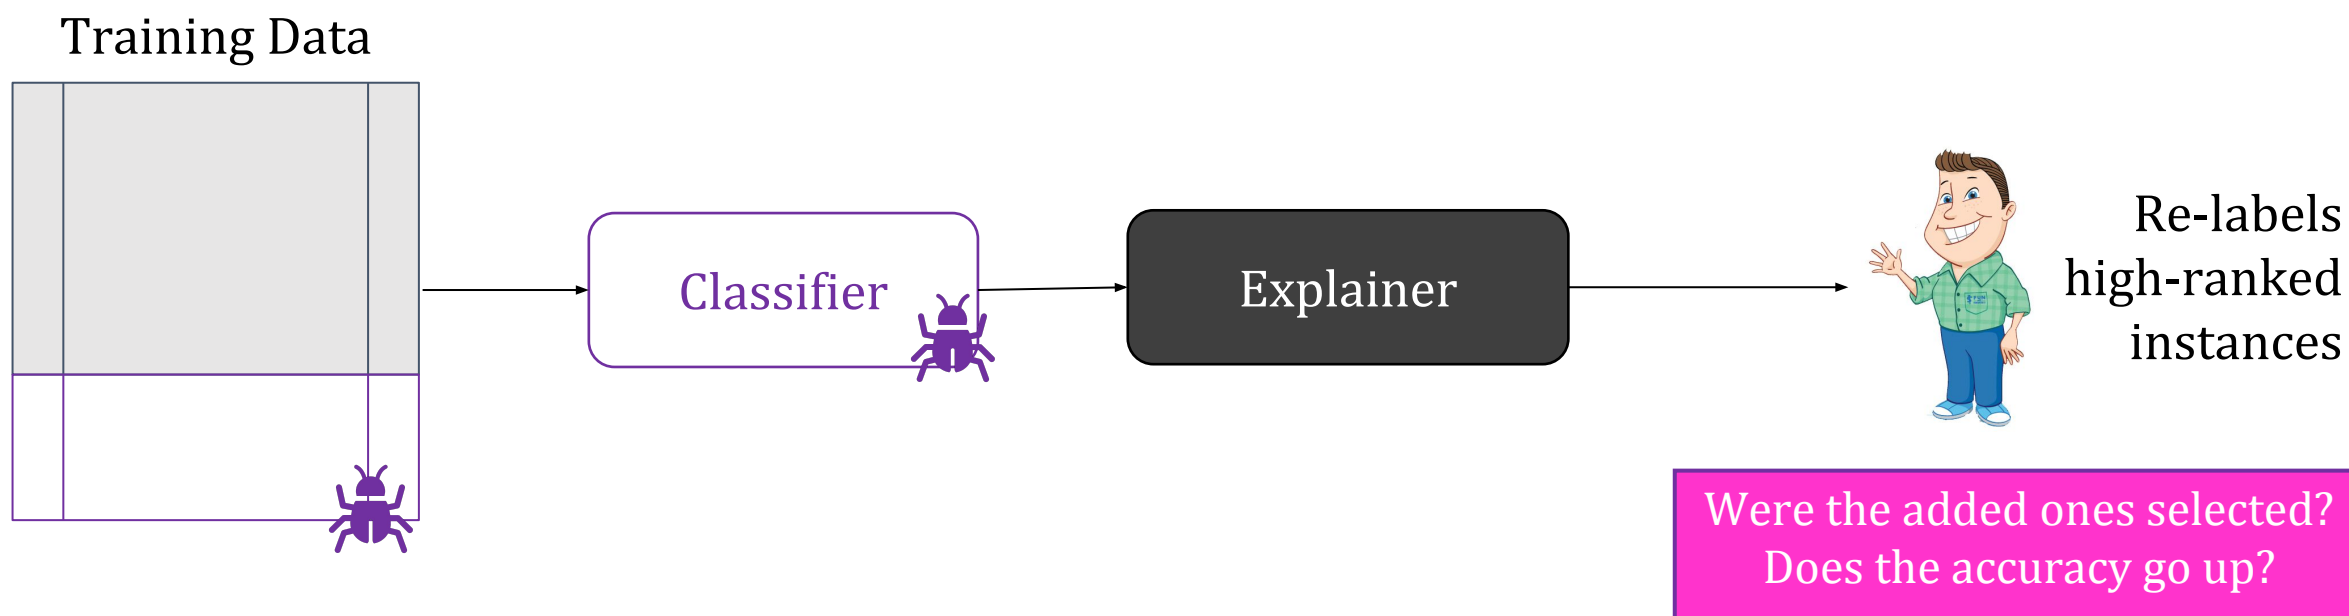 Training Data
Classifier
Explainer
Re-labels
high-ranked
instances
Were the added ones selected?
Does the accuracy go up?